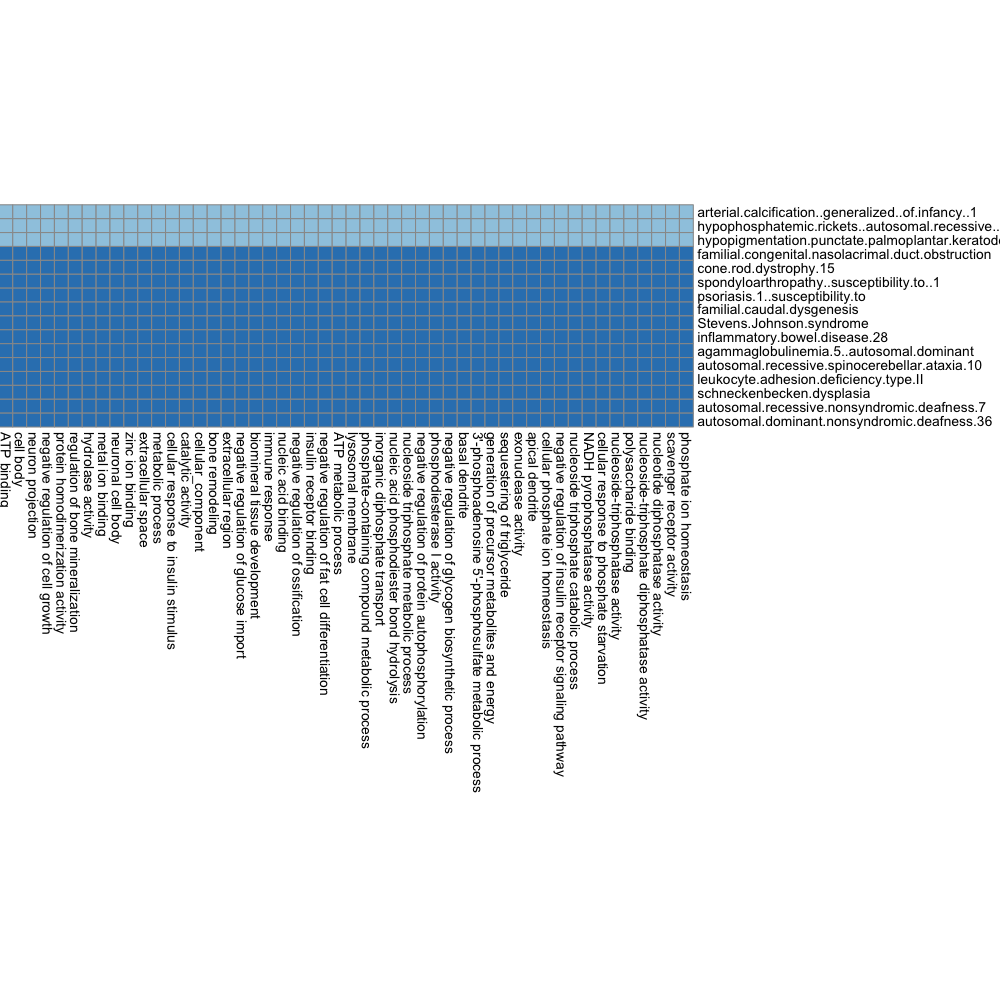 arterial.calcification..generalized..of.infancy..1
hypophosphatemic.rickets..autosomal.recessive..
hypopigmentation.punctate.palmoplantar.keratod
familial.congenital.nasolacrimal.duct.obstruction
cone.rod.dystrophy.15
spondyloarthropathy..susceptibility.to..1
psoriasis.1..susceptibility.to
familial.caudal.dysgenesis
Stevens.Johnson.syndrome
inflammatory.bowel.disease.28
agammaglobulinemia.5..autosomal.dominant
autosomal.recessive.spinocerebellar.ataxia.10
leukocyte.adhesion.deficiency.type.II
schneckenbecken.dysplasia
autosomal.recessive.nonsyndromic.deafness.7
autosomal.dominant.nonsyndromic.deafness.36
ATP binding
cell body
neuron projection
negative regulation of cell growth
protein homodimerization activity
regulation of bone mineralization
hydrolase activity
metal ion binding
neuronal cell body
zinc ion binding
extracellular space
metabolic process
cellular response to insulin stimulus
catalytic activity
cellular_component
bone remodeling
extracellular region
negative regulation of glucose import
biomineral tissue development
immune response
nucleic acid binding
negative regulation of ossification
insulin receptor binding
negative regulation of fat cell differentiation
ATP metabolic process
lysosomal membrane
phosphate-containing compound metabolic process
inorganic diphosphate transport
nucleic acid phosphodiester bond hydrolysis
nucleoside triphosphate metabolic process
negative regulation of protein autophosphorylation
phosphodiesterase I activity
negative regulation of glycogen biosynthetic process
basal dendrite
3'-phosphoadenosine 5'-phosphosulfate metabolic process
generation of precursor metabolites and energy
sequestering of triglyceride
exonuclease activity
apical dendrite
cellular phosphate ion homeostasis
negative regulation of insulin receptor signaling pathway
nucleoside triphosphate catabolic process
NADH pyrophosphatase activity
cellular response to phosphate starvation
nucleoside-triphosphatase activity
polysaccharide binding
nucleoside-triphosphate diphosphatase activity
nucleotide diphosphatase activity
scavenger receptor activity
phosphate ion homeostasis